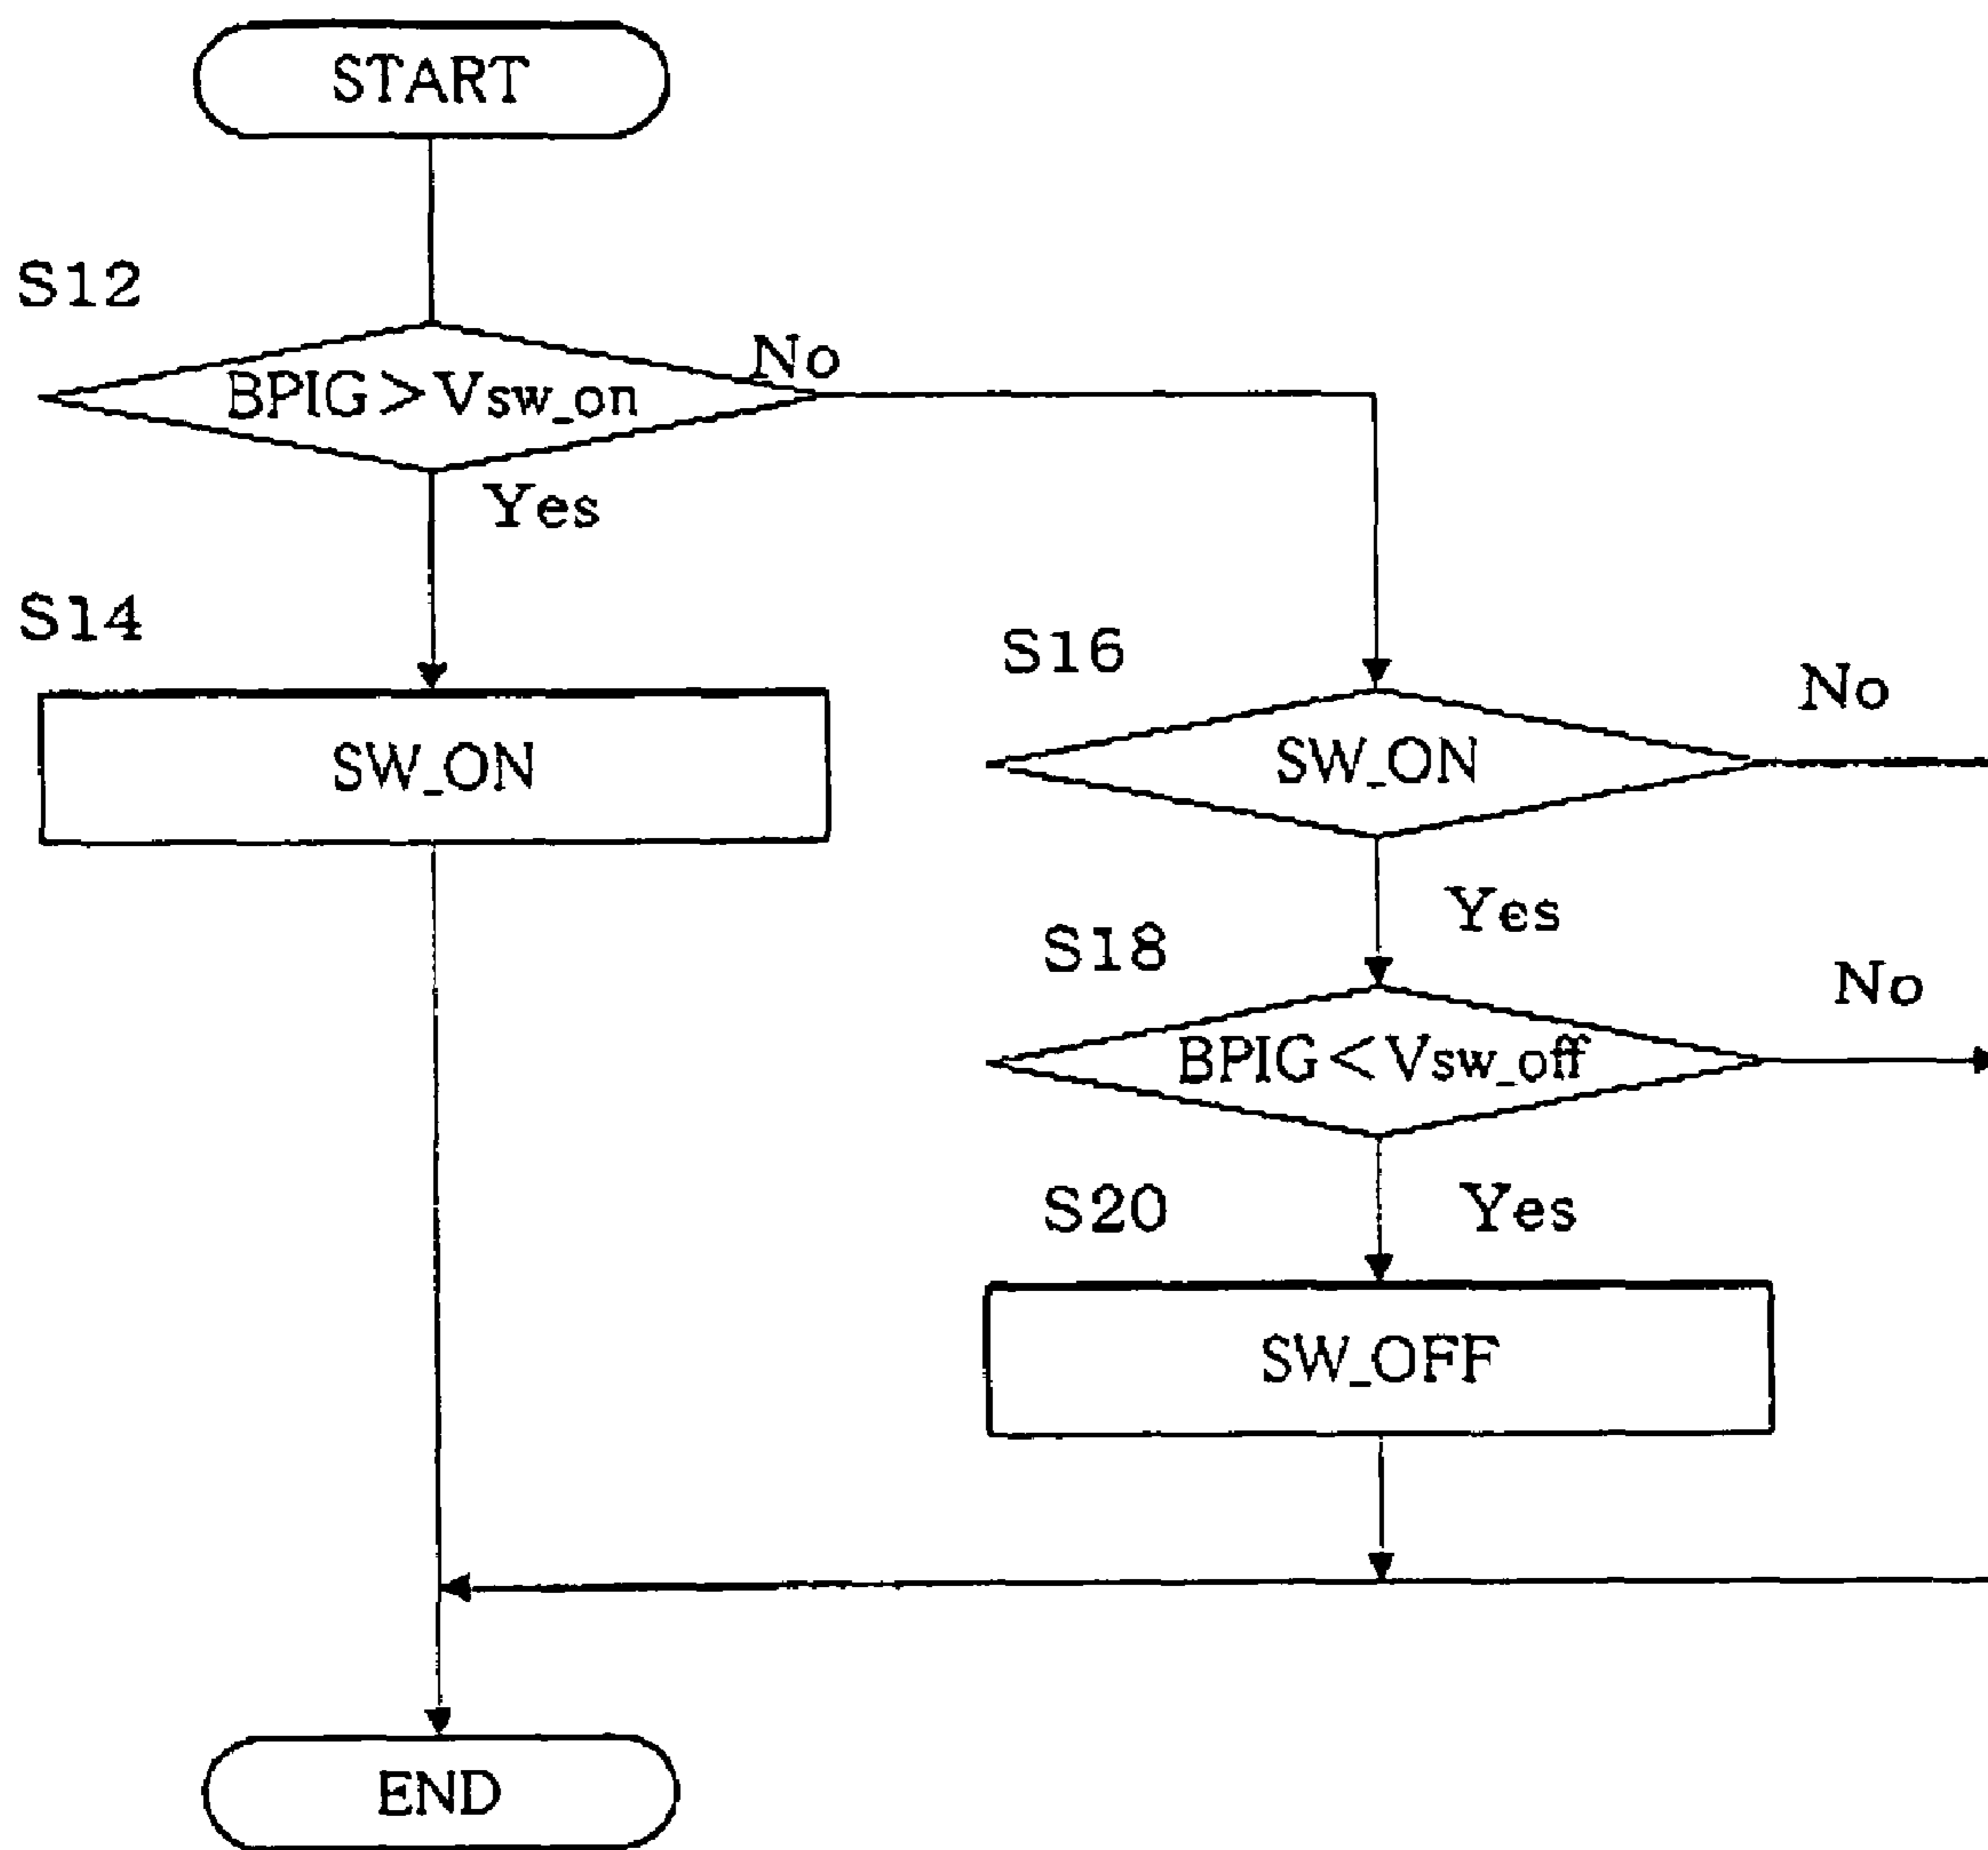 START
S12
BPIG > Vsw_on
No
Yes
S14
SW_ON
S16
SW_ON
No
Yes
S18
BPIG < Vsw_off
No
S20
Yes
SW_OFF
END